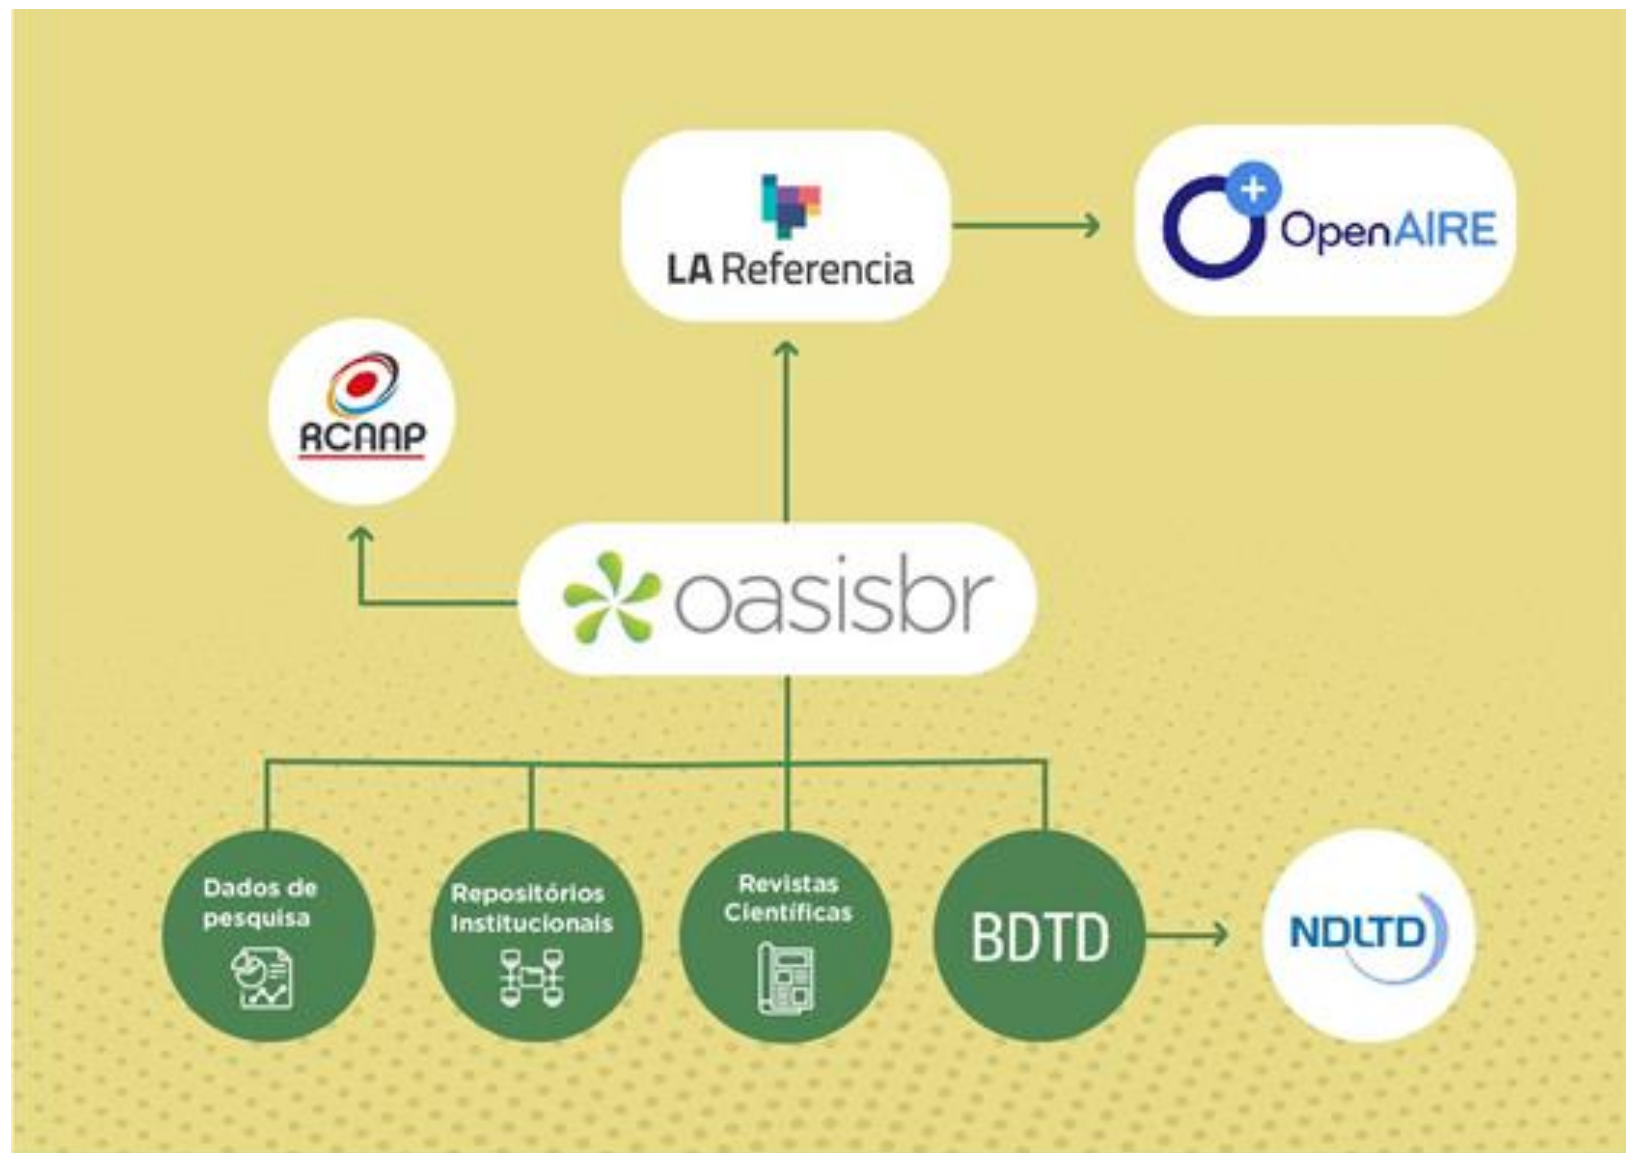 LA Referencia
OpenAIRE
RCAAP
oasisbr
Dados de
pesquisa
Repositórios
Institucionais
Revistas
Científicas
BDTD
NDLTD